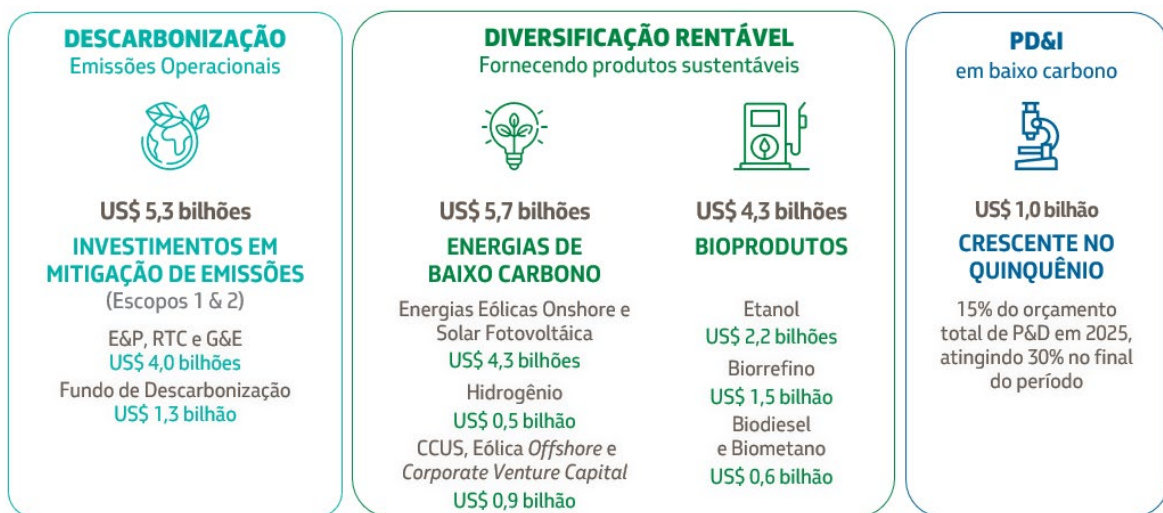 DESCARBONIZAÇÃO
Emissões Operacionais
US$ 5,3 bilhões
INVESTIMENTOS EM
MITIGAÇÃO DE EMISSÕES
(Escopos 1 & 2)
E&P, RTC e G&E
US$ 4,0 bilhões
Fundo de Descarbonização
US$ 1,3 bilhão
DIVERSIFICAÇÃO RENTÁVEL
Fornecendo produtos sustentáveis
US$ 5,7 bilhões
ENERGIAS DE
BAIXO CARBONO
Energias Eólicas Onshore e
Solar Fotovoltáica
US$ 4,3 bilhões
Hidrogênio
US$ 0,5 bilhão
CCUS, Eólica Offshore e
Corporate Venture Capital
US$ 0,9 bilhão
US$ 4,3 bilhões
BIOPRODUTOS
Etanol
US$ 2,2 bilhões
Biorrefino
US$ 1,5 bilhão
Biodiesel
e Biometano
US$ 0,6 bilhão
PD&I
em baixo carbono
US$ 1,0 bilhão
CRESCENTE NO
QUINQUÊNIO
15% do orçamento
total de P&D em 2025,
atingindo 30% no final
do período